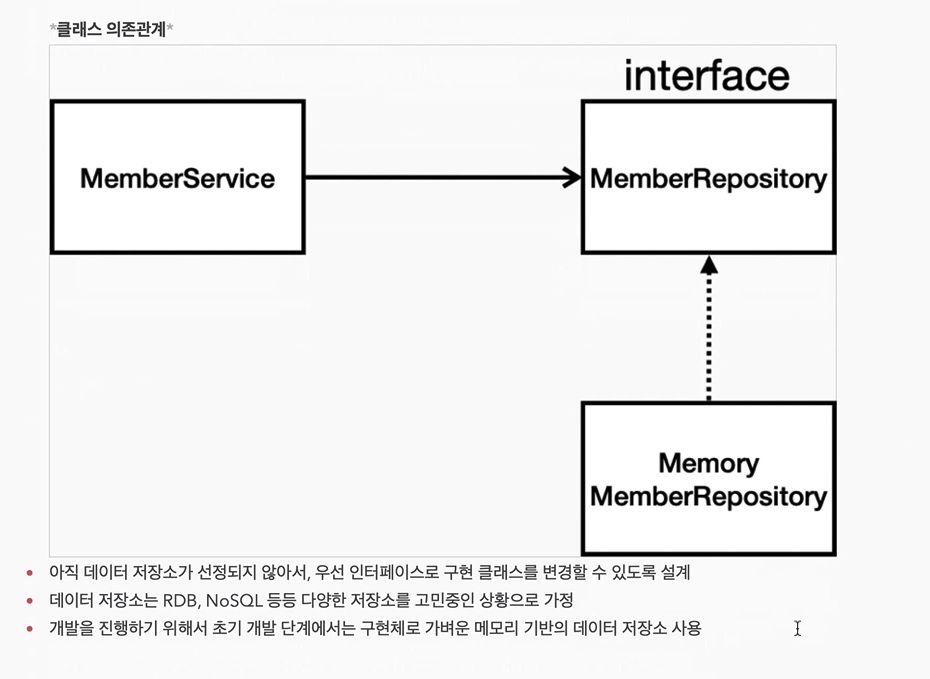 *클래스 의존관계*
interface
MemberService
MemberRepository
Memory
MemberRepository
아직 데이터 저장소가 선정되지 않아서, 우선 인터페이스로 구현 클래스를 변경할 수 있도록 설계
데이터 저장소는 RDB, NoSQL 등등 다양한 저장소를 고민중인 상황으로 가정
개발을 진행하기 위해서 초기 개발 단계에서는 구현체로 가벼운 메모리 기반의 데이터 저장소 사용